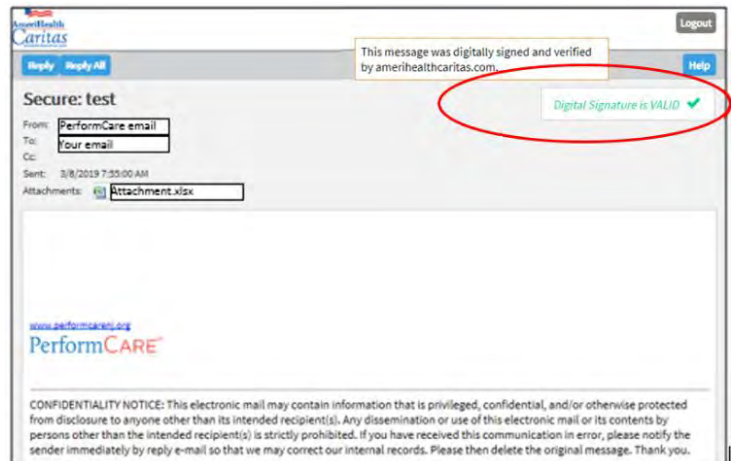 AmeriHealth
Caritas
Logout
This message was digitally signed and verified
by amerihealthcaritas.com.
Reply Reply All
Help
Secure: test
Digital Signature is VALID ✔
From: PerformCare email
To: Your email
Cc:
Sent: 3/8/2019 7:55:00 AM
Attachments: Attachment.xlsx
www.performcarenj.org
PerformCARE
CONFIDENTIALITY NOTICE: This electronic mail may contain information that is privileged, confidential, and/or otherwise protected
from disclosure to anyone other than its intended recipient(s). Any dissemination or use of this electronic mail or its contents by
persons other than the intended recipient(s) is strictly prohibited. If you have received this communication in error, please notify the
sender immediately by reply e-mail so that we may correct our internal records. Please then delete the original message. Thank you.